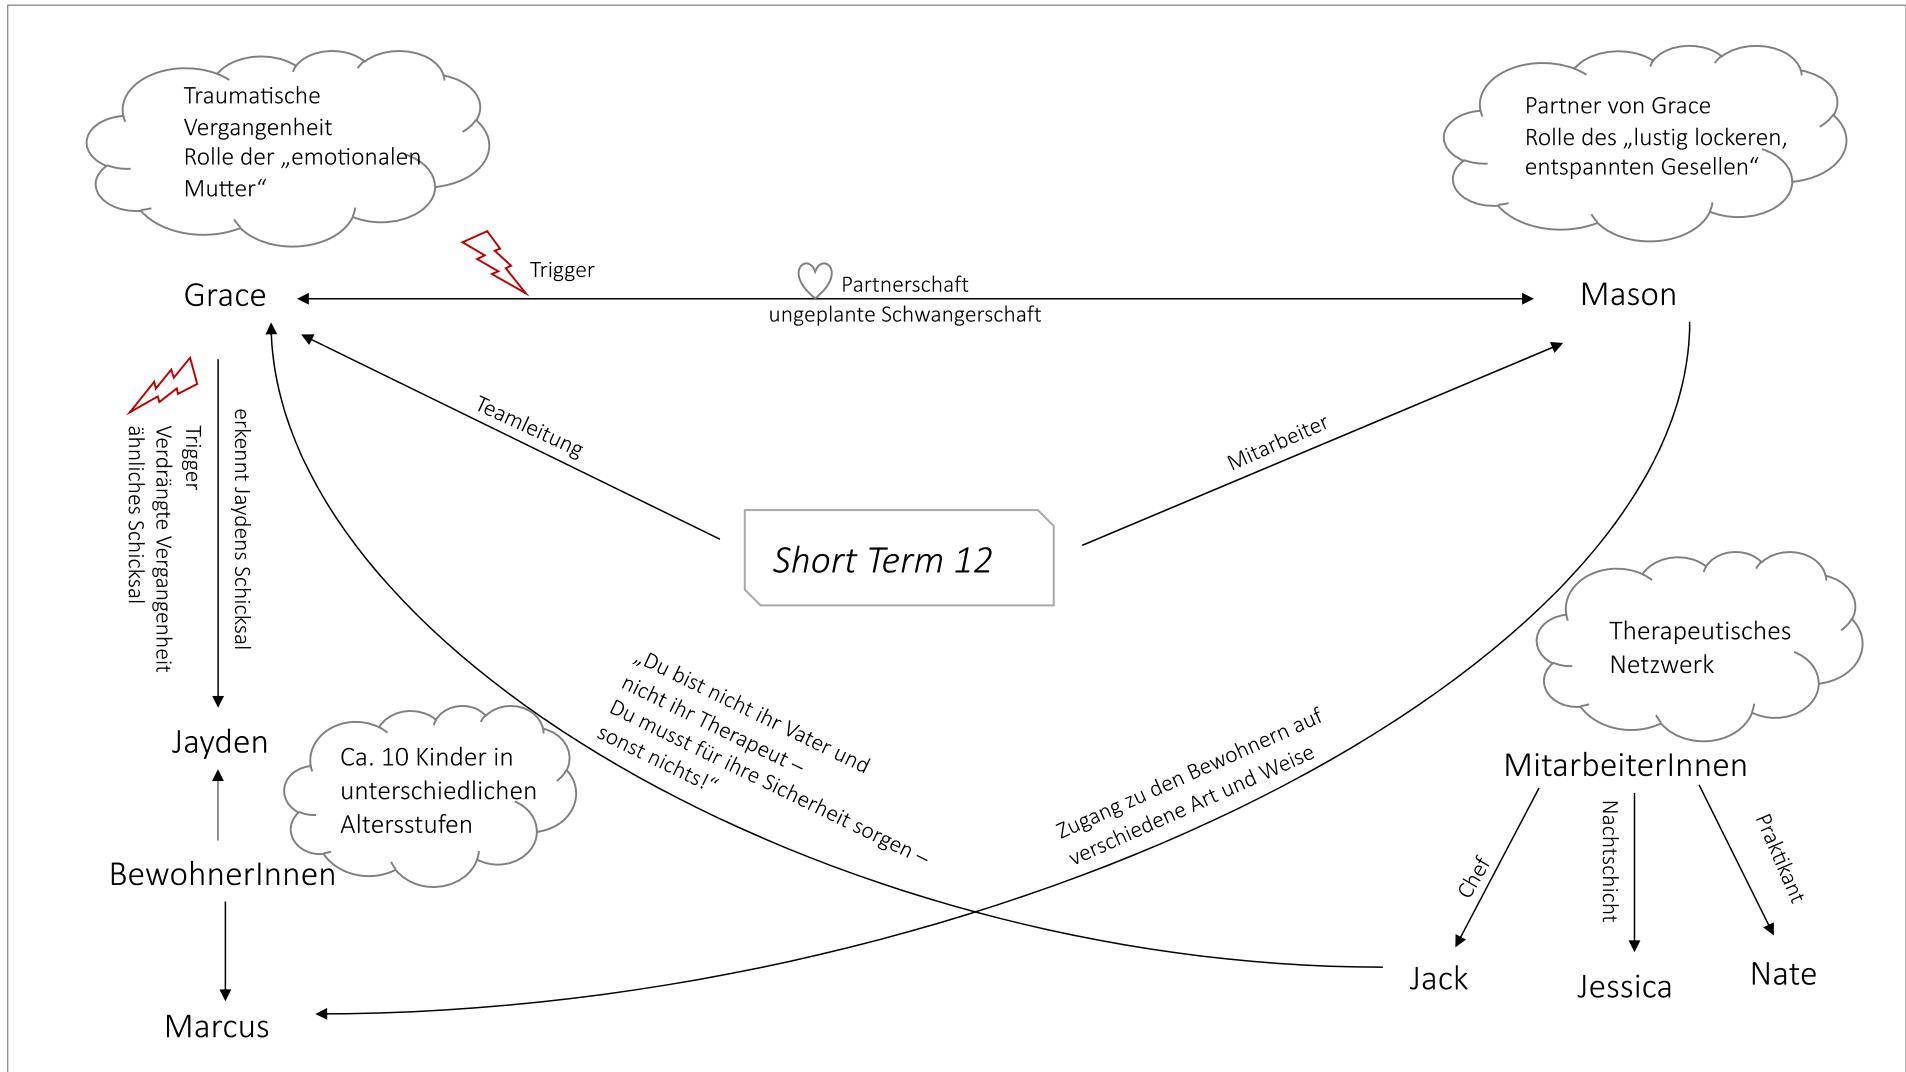 Traumatische
Vergangenheit
Rolle der „emotionalen
Mutter“
Partner von Grace
Rolle des „lustig lockeren,
entspannten Gesellen“
Trigger
Grace
Partnerschaft
ungeplante Schwangerschaft
Mason
Teamleitung
Mitarbeiter
erkennt Jaydens Schicksal
Trigger
Verdrängte Vergangenheit
ähnliches Schicksal
Short Term 12
Therapeutisches
Netzwerk
„Du bist nicht ihr Vater und
nicht ihr Therapeut –
Du musst für ihre Sicherheit sorgen –
sonst nichts!“
Zugang zu den Bewohnern auf
verschiedene Art und Weise
Jayden
Ca. 10 Kinder in
unterschiedlichen
Altersstufen
MitarbeiterInnen
BewohnerInnen
Chef
Nachtschicht
Praktikant
Marcus
Jack
Jessica
Nate